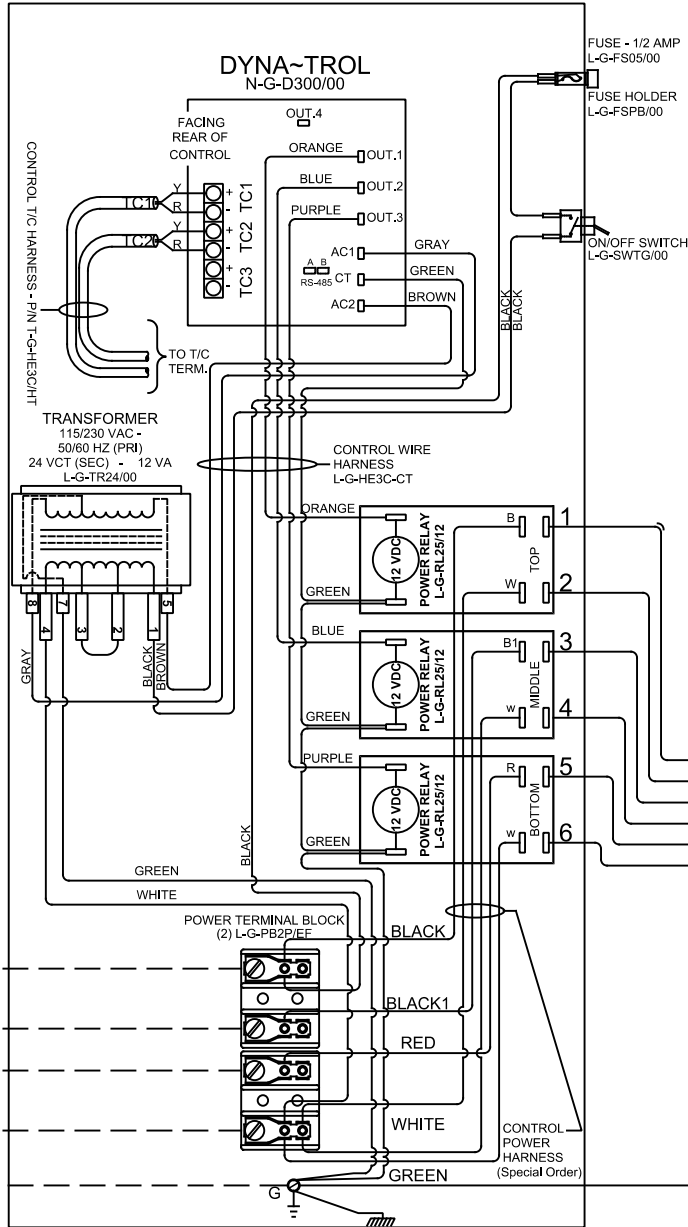 FUSE - 1/2 AMP
L-G-FS05/00
FUSE HOLDER
L-G-FSPB/00
DYNA~TROL
N-G-D300/00
OUT.4
FACING
REAR OF
CONTROL
ORANGE
OUT.1
BLUE
OUT.2
PURPLE
OUT.3
CONTROL T/C HARNESS - P/N T-G-HE3C/HT
TC1
Y
R
+
-
TC1
TC2
Y
R
+
-
TC2
+
-
TC3
AC1
GRAY
A B
RS-485
CT
GREEN
AC2
BROWN
ON/OFF SWITCH
L-G-SWTG/00
BLACK
BLACK
TO T/C
TERM.
TRANSFORMER
115/230 VAC -
50/60 HZ (PRI)
24 VCT (SEC) - 12 VA
L-G-TR24/00
CONTROL WIRE
HARNESS
L-G-HE3C-CT
8
4
7
3
2
1
5
GRAY
BLACK
BROWN
ORANGE
12 VDC
GREEN
POWER RELAY
L-G-RL25/12
B
W
TOP
1
2
BLUE
12 VDC
GREEN
POWER RELAY
L-G-RL25/12
B1
W
MIDDLE
3
4
PURPLE
12 VDC
GREEN
POWER RELAY
L-G-RL25/12
R
W
BOTTOM
5
6
BLACK
GREEN
WHITE
POWER TERMINAL BLOCK
(2) L-G-PB2P/EF
BLACK
BLACK1
RED
WHITE
CONTROL
POWER
HARNESS
(Special Order)
GREEN
G